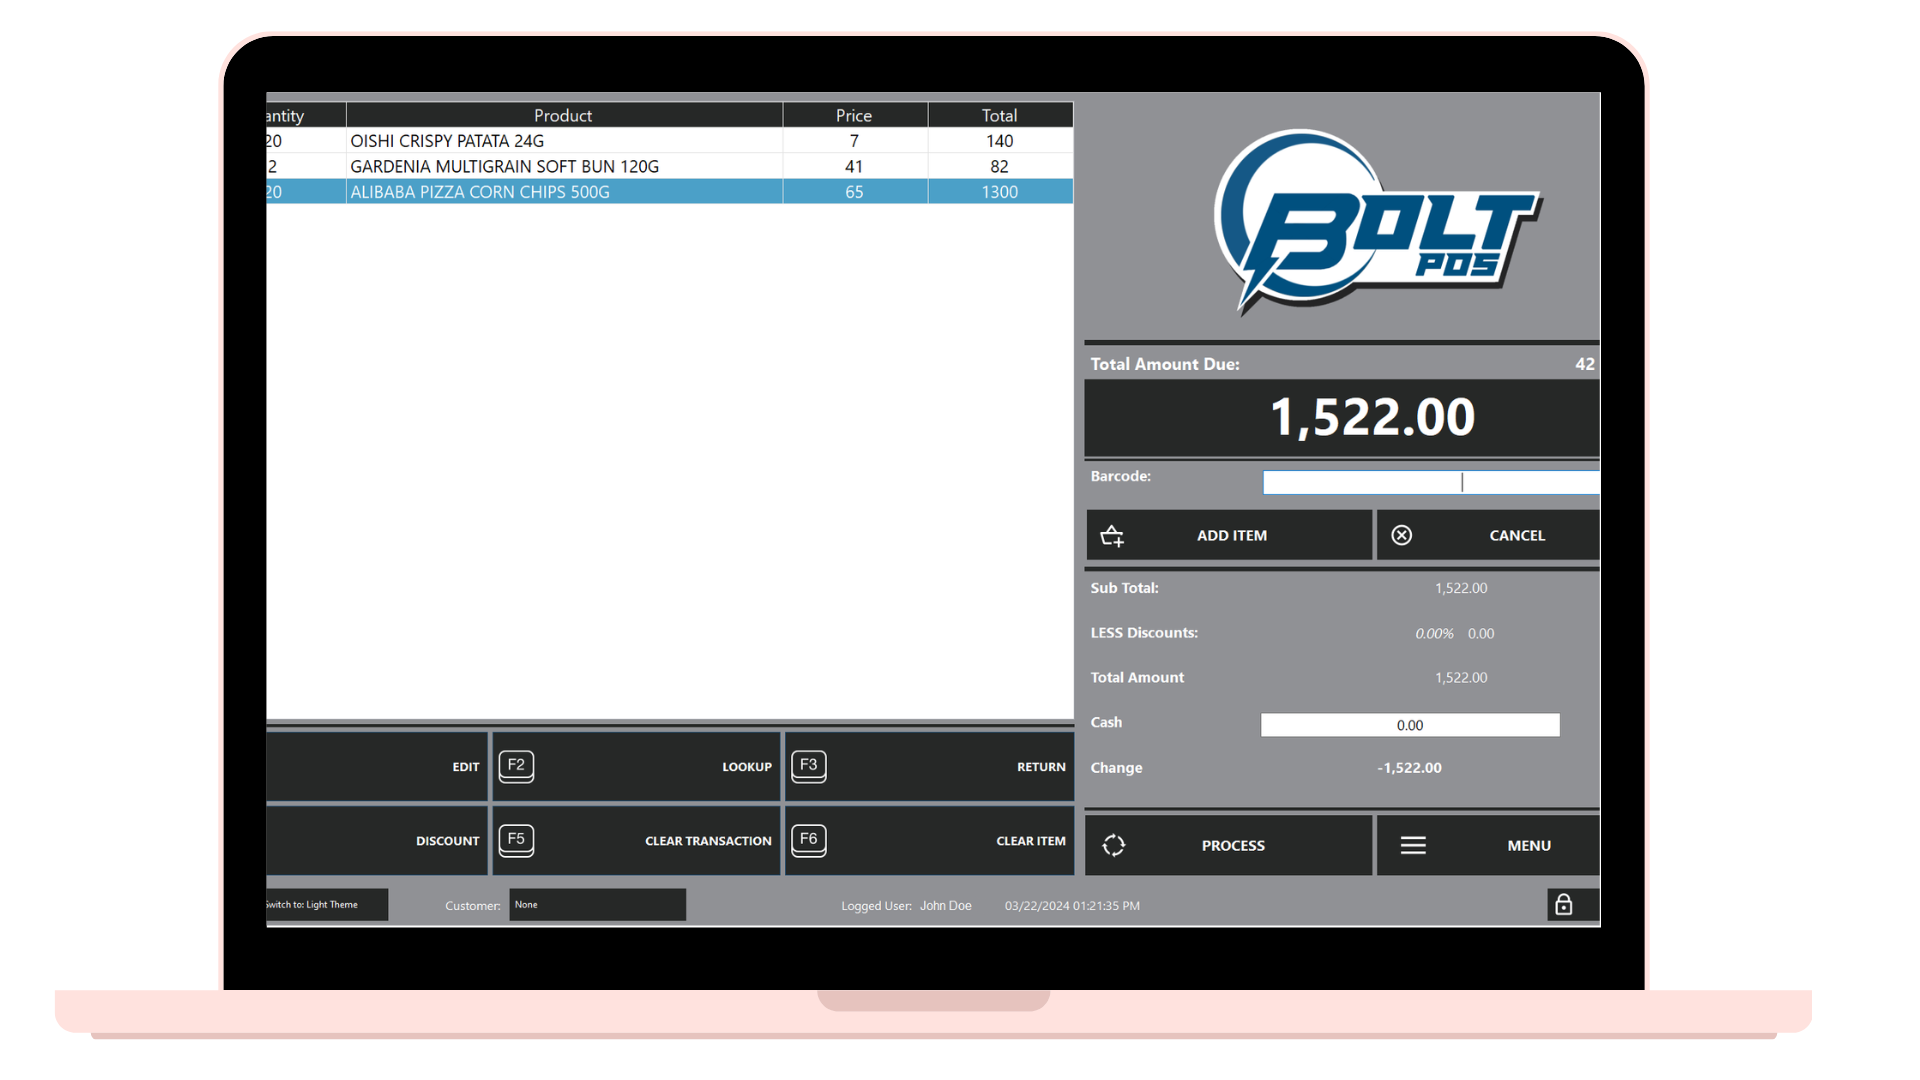 antity Product Price Total
20 OISHI CRISPY PATATA 24G 7 140
2 GARDENIA MULTIGRAIN SOFT BUN 120G 41 82
20 ALIBABA PIZZA CORN CHIPS 500G 65 1300
BOLT
POS
Total Amount Due: 42
1,522.00
Barcode:
ADD ITEM CANCEL
Sub Total: 1,522.00
LESS Discounts: 0.00% 0.00
Total Amount 1,522.00
Cash 0.00
Change -1,522.00
EDIT F2 LOOKUP F3 RETURN
DISCOUNT F5 CLEAR TRANSACTION F6 CLEAR ITEM
PROCESS MENU
Switch to: Light Theme Customer: None Logged User: John Doe 03/22/2024 01:21:35 PM